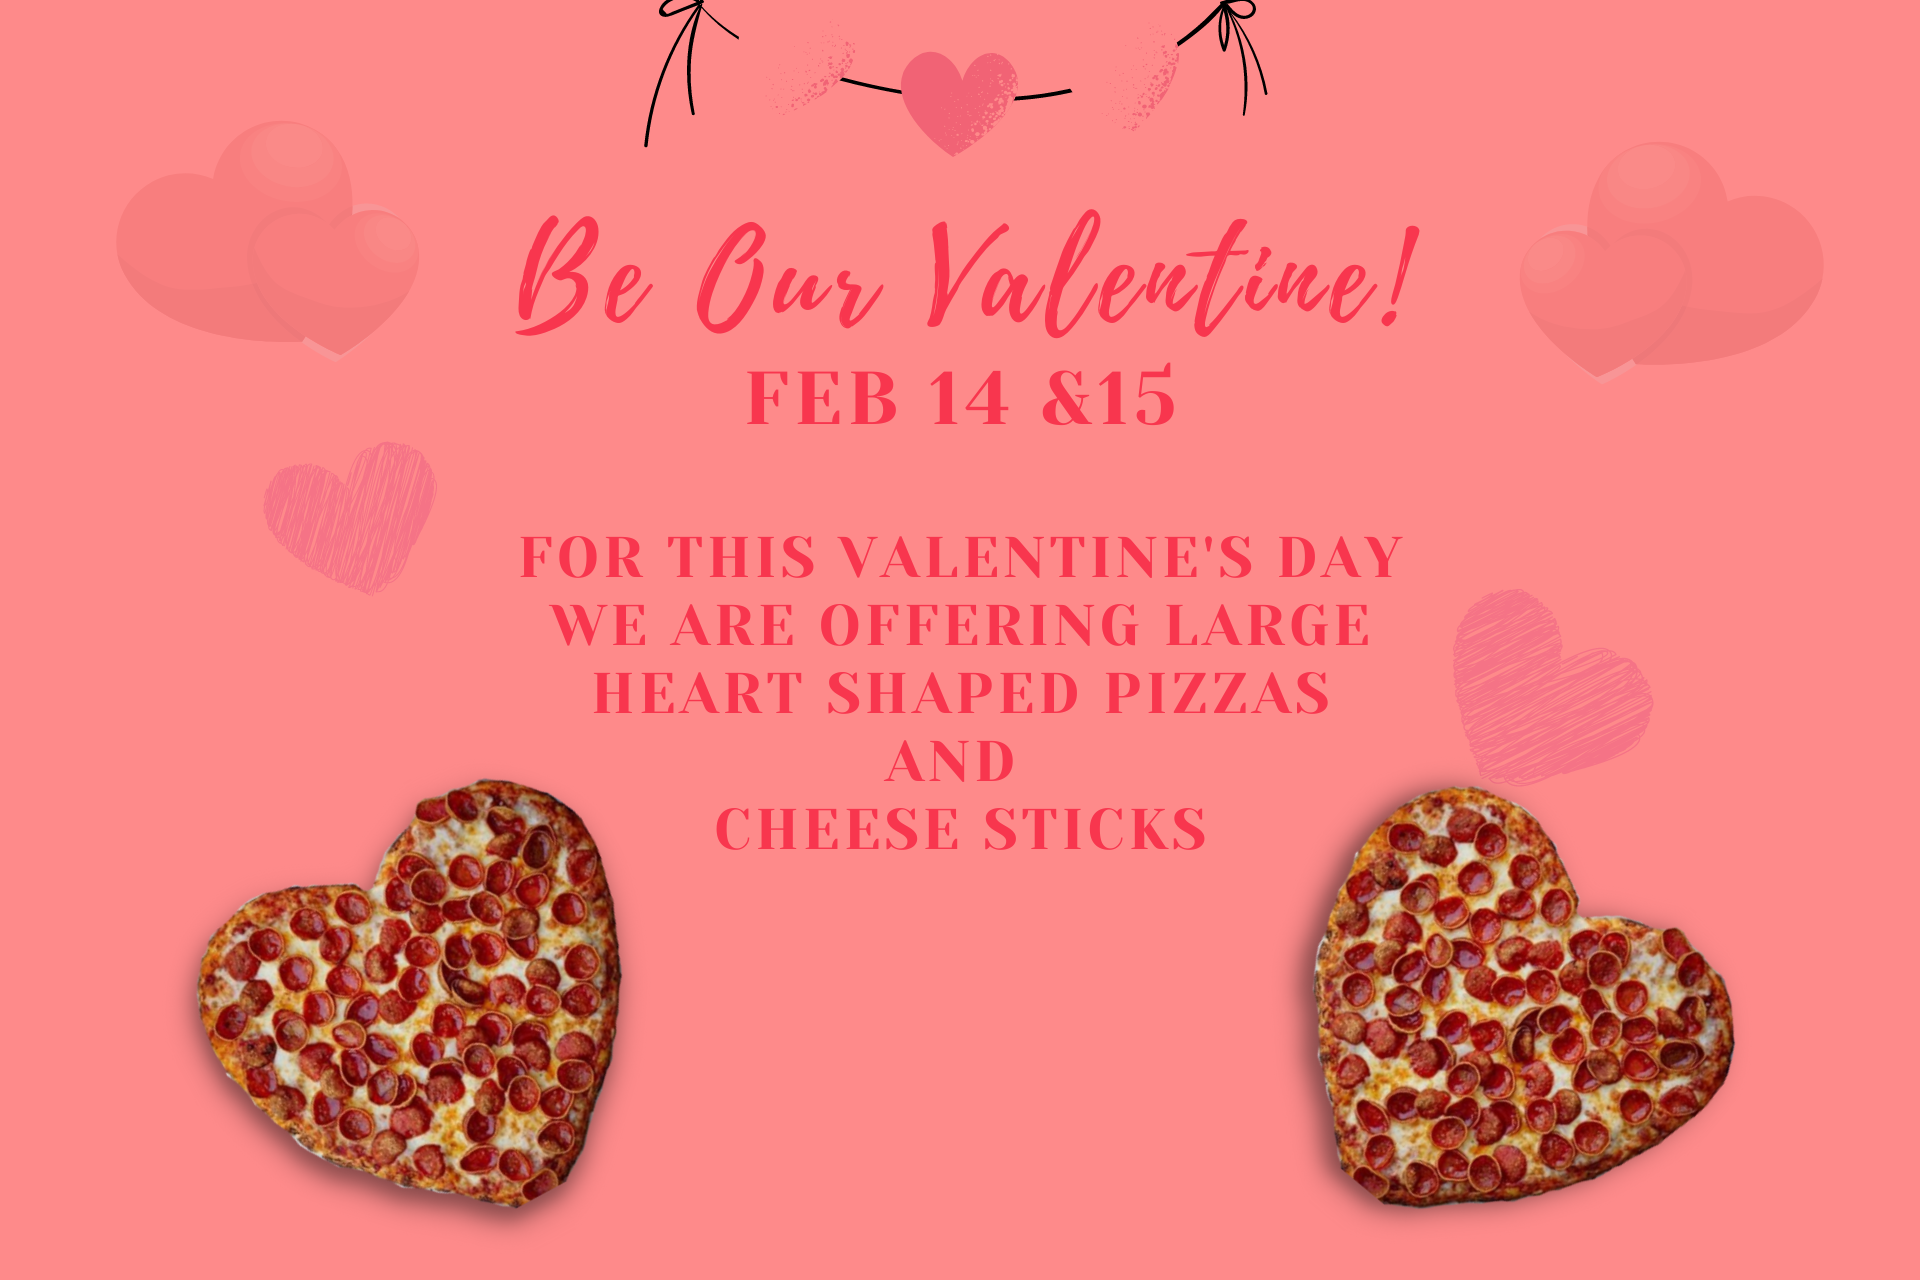 Be Our Valentine!
FEB 14 &15
FOR THIS VALENTINE'S DAY
WE ARE OFFERING LARGE
HEART SHAPED PIZZAS
AND
CHEESE STICKS